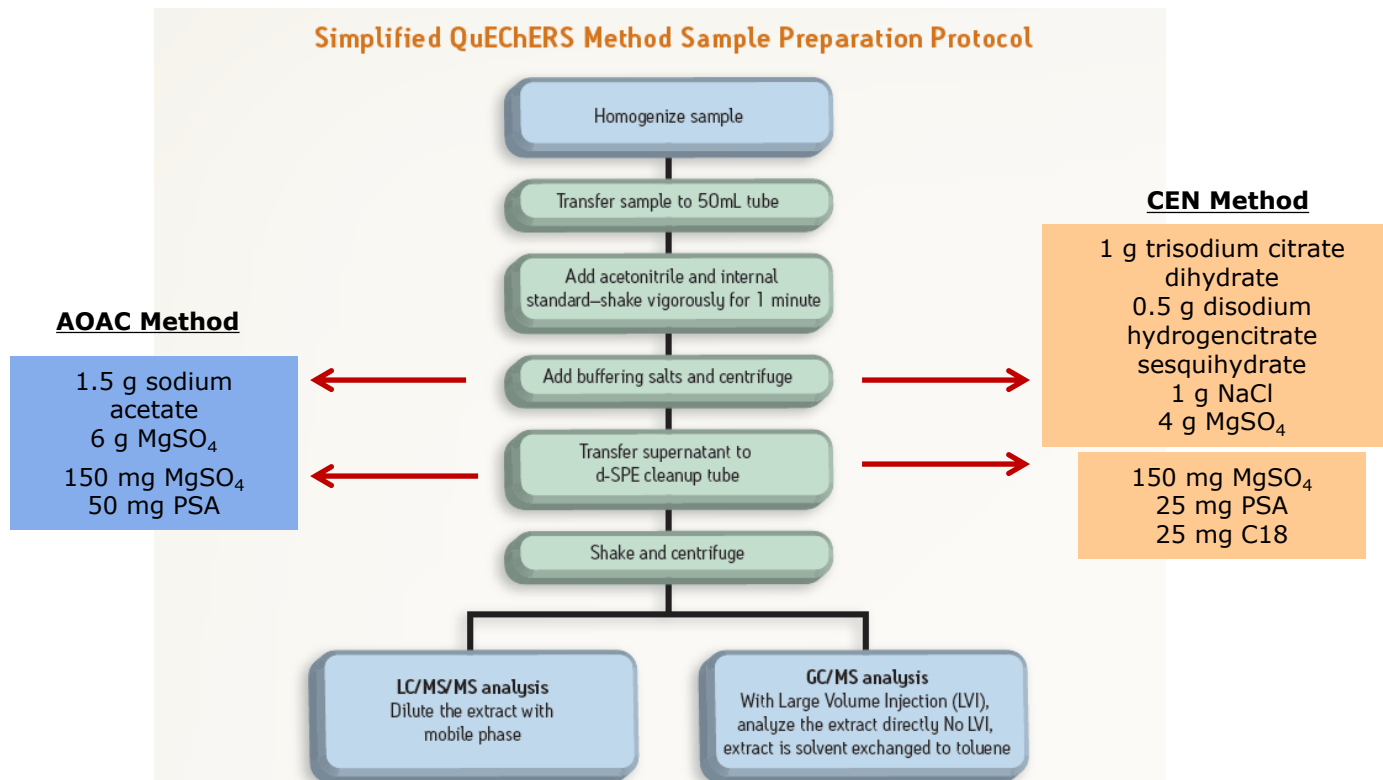 Simplified QuEChERS Method Sample Preparation Protocol
Homogenize sample
Transfer sample to 50mL tube
Add acetonitrile and internal
standard–shake vigorously for 1 minute
Add buffering salts and centrifuge
Transfer supernatant to
d-SPE cleanup tube
Shake and centrifuge
LC/MS/MS analysis
Dilute the extract with
mobile phase
GC/MS analysis
With Large Volume Injection (LVI),
analyze the extract directly No LVI,
extract is solvent exchanged to toluene
AOAC Method
1.5 g sodium
acetate
6 g MgSO₄
150 mg MgSO₄
50 mg PSA
CEN Method
1 g trisodium citrate
dihydrate
0.5 g disodium
hydrogencitrate
sesquihydrate
1 g NaCl
4 g MgSO₄
150 mg MgSO₄
25 mg PSA
25 mg C18